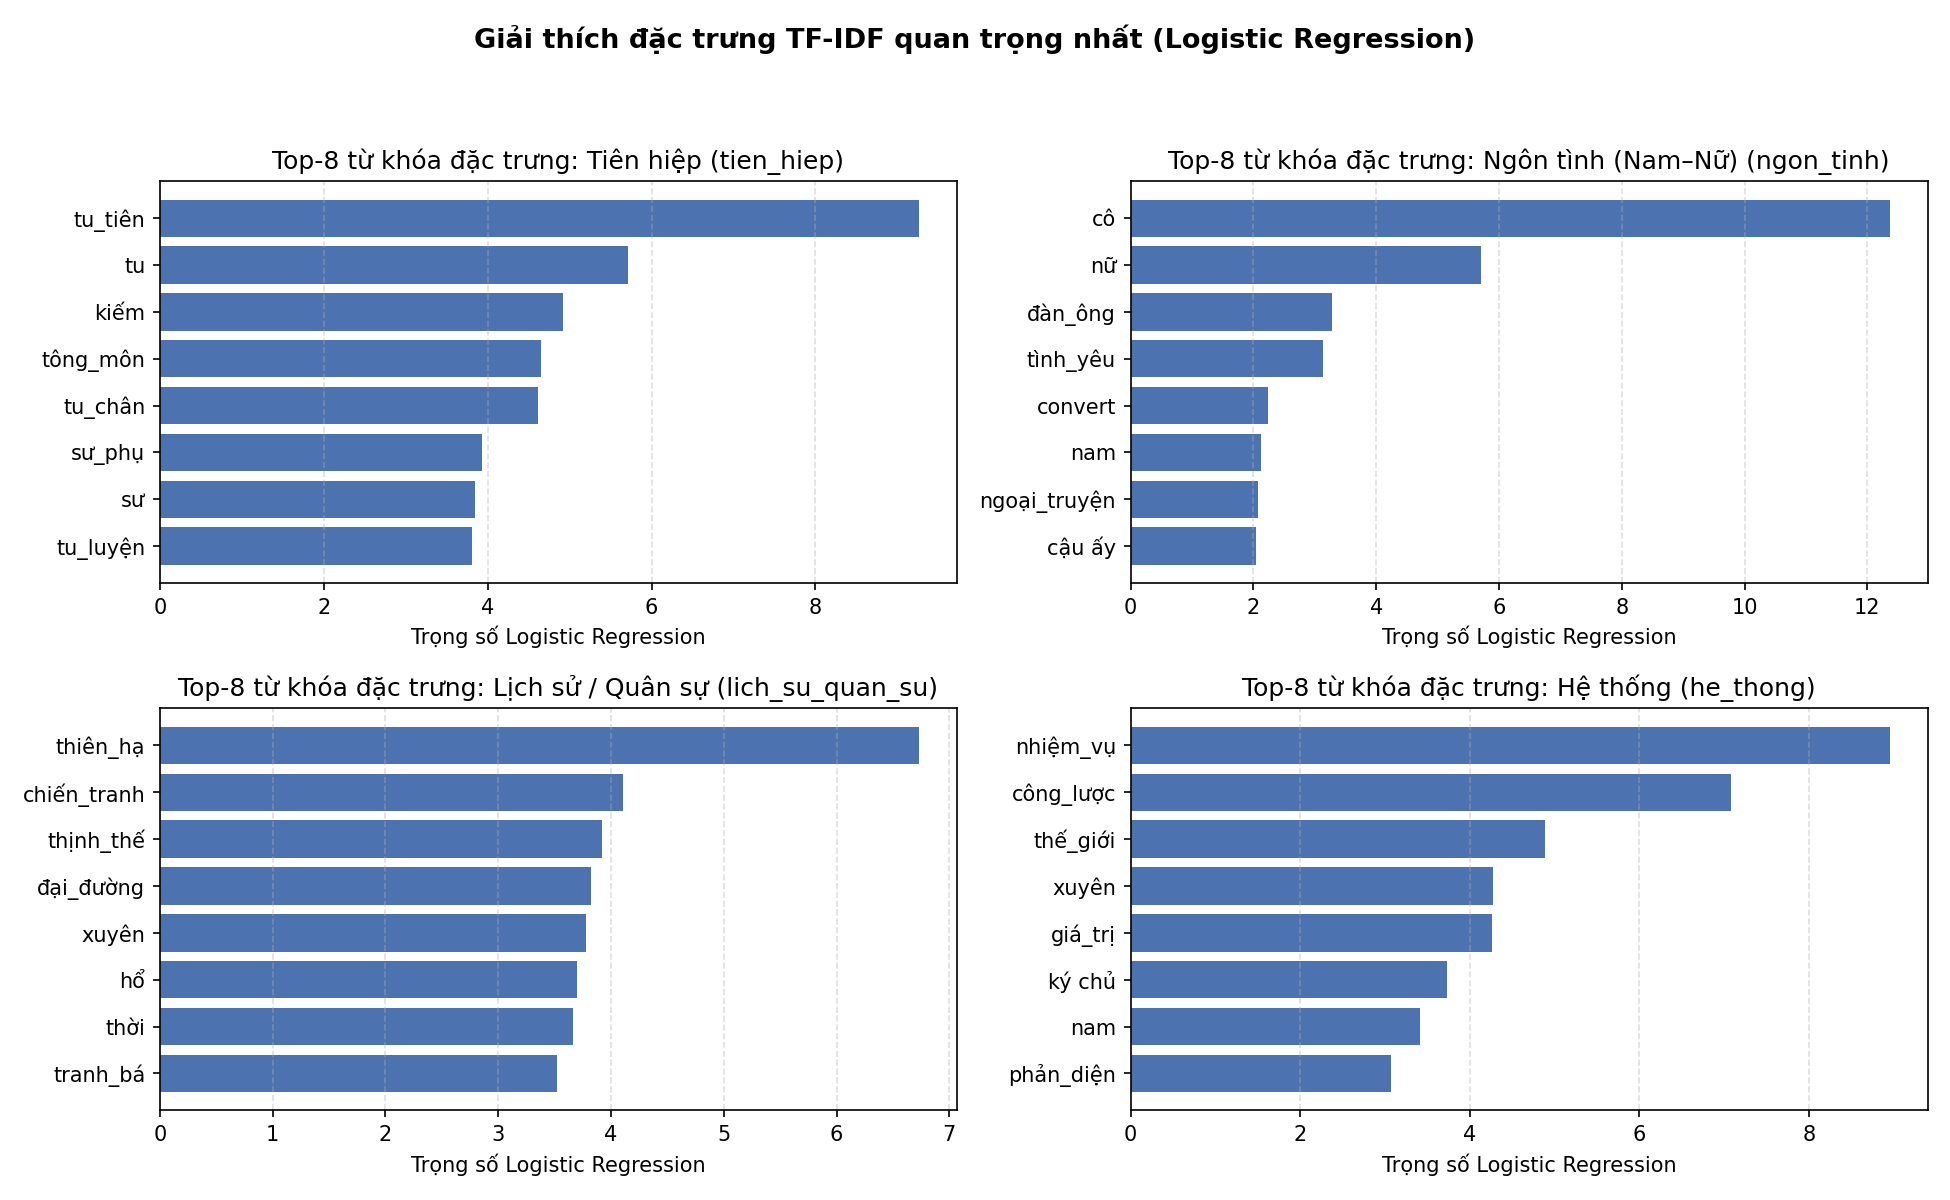 Giải thích đặc trưng TF-IDF quan trọng nhất (Logistic Regression)
Top-8 từ khóa đặc trưng: Tiên hiệp (tien_hiep)
tu_tiên
tu
kiếm
tông_môn
tu_chân
sư_phụ
sư
tu_luyện
0 2 4 6 8
Trọng số Logistic Regression
Top-8 từ khóa đặc trưng: Ngôn tình (Nam–Nữ) (ngon_tinh)
cô
nữ
đàn_ông
tình_yêu
convert
nam
ngoại_truyện
cậu ấy
0 2 4 6 8 10 12
Trọng số Logistic Regression
Top-8 từ khóa đặc trưng: Lịch sử / Quân sự (lich_su_quan_su)
thiên_hạ
chiến_tranh
thịnh_thế
đại_đường
xuyên
hổ
thời
tranh_bá
0 1 2 3 4 5 6 7
Trọng số Logistic Regression
Top-8 từ khóa đặc trưng: Hệ thống (he_thong)
nhiệm_vụ
công_lược
thế_giới
xuyên
giá_trị
ký chủ
nam
phản_diện
0 2 4 6 8
Trọng số Logistic Regression